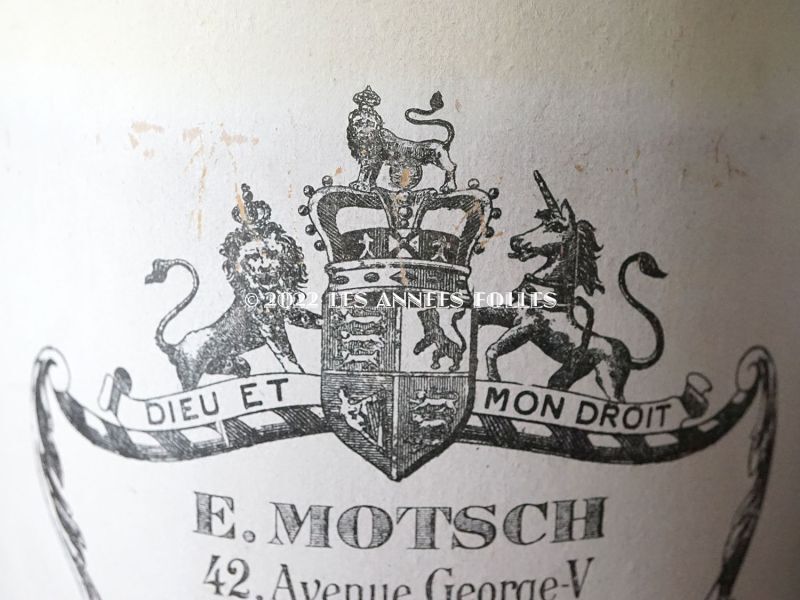 © 2022 LES ANNEES FOLLES
DIEU ET MON DROIT
E. MOTSCH
42, Avenue George-V